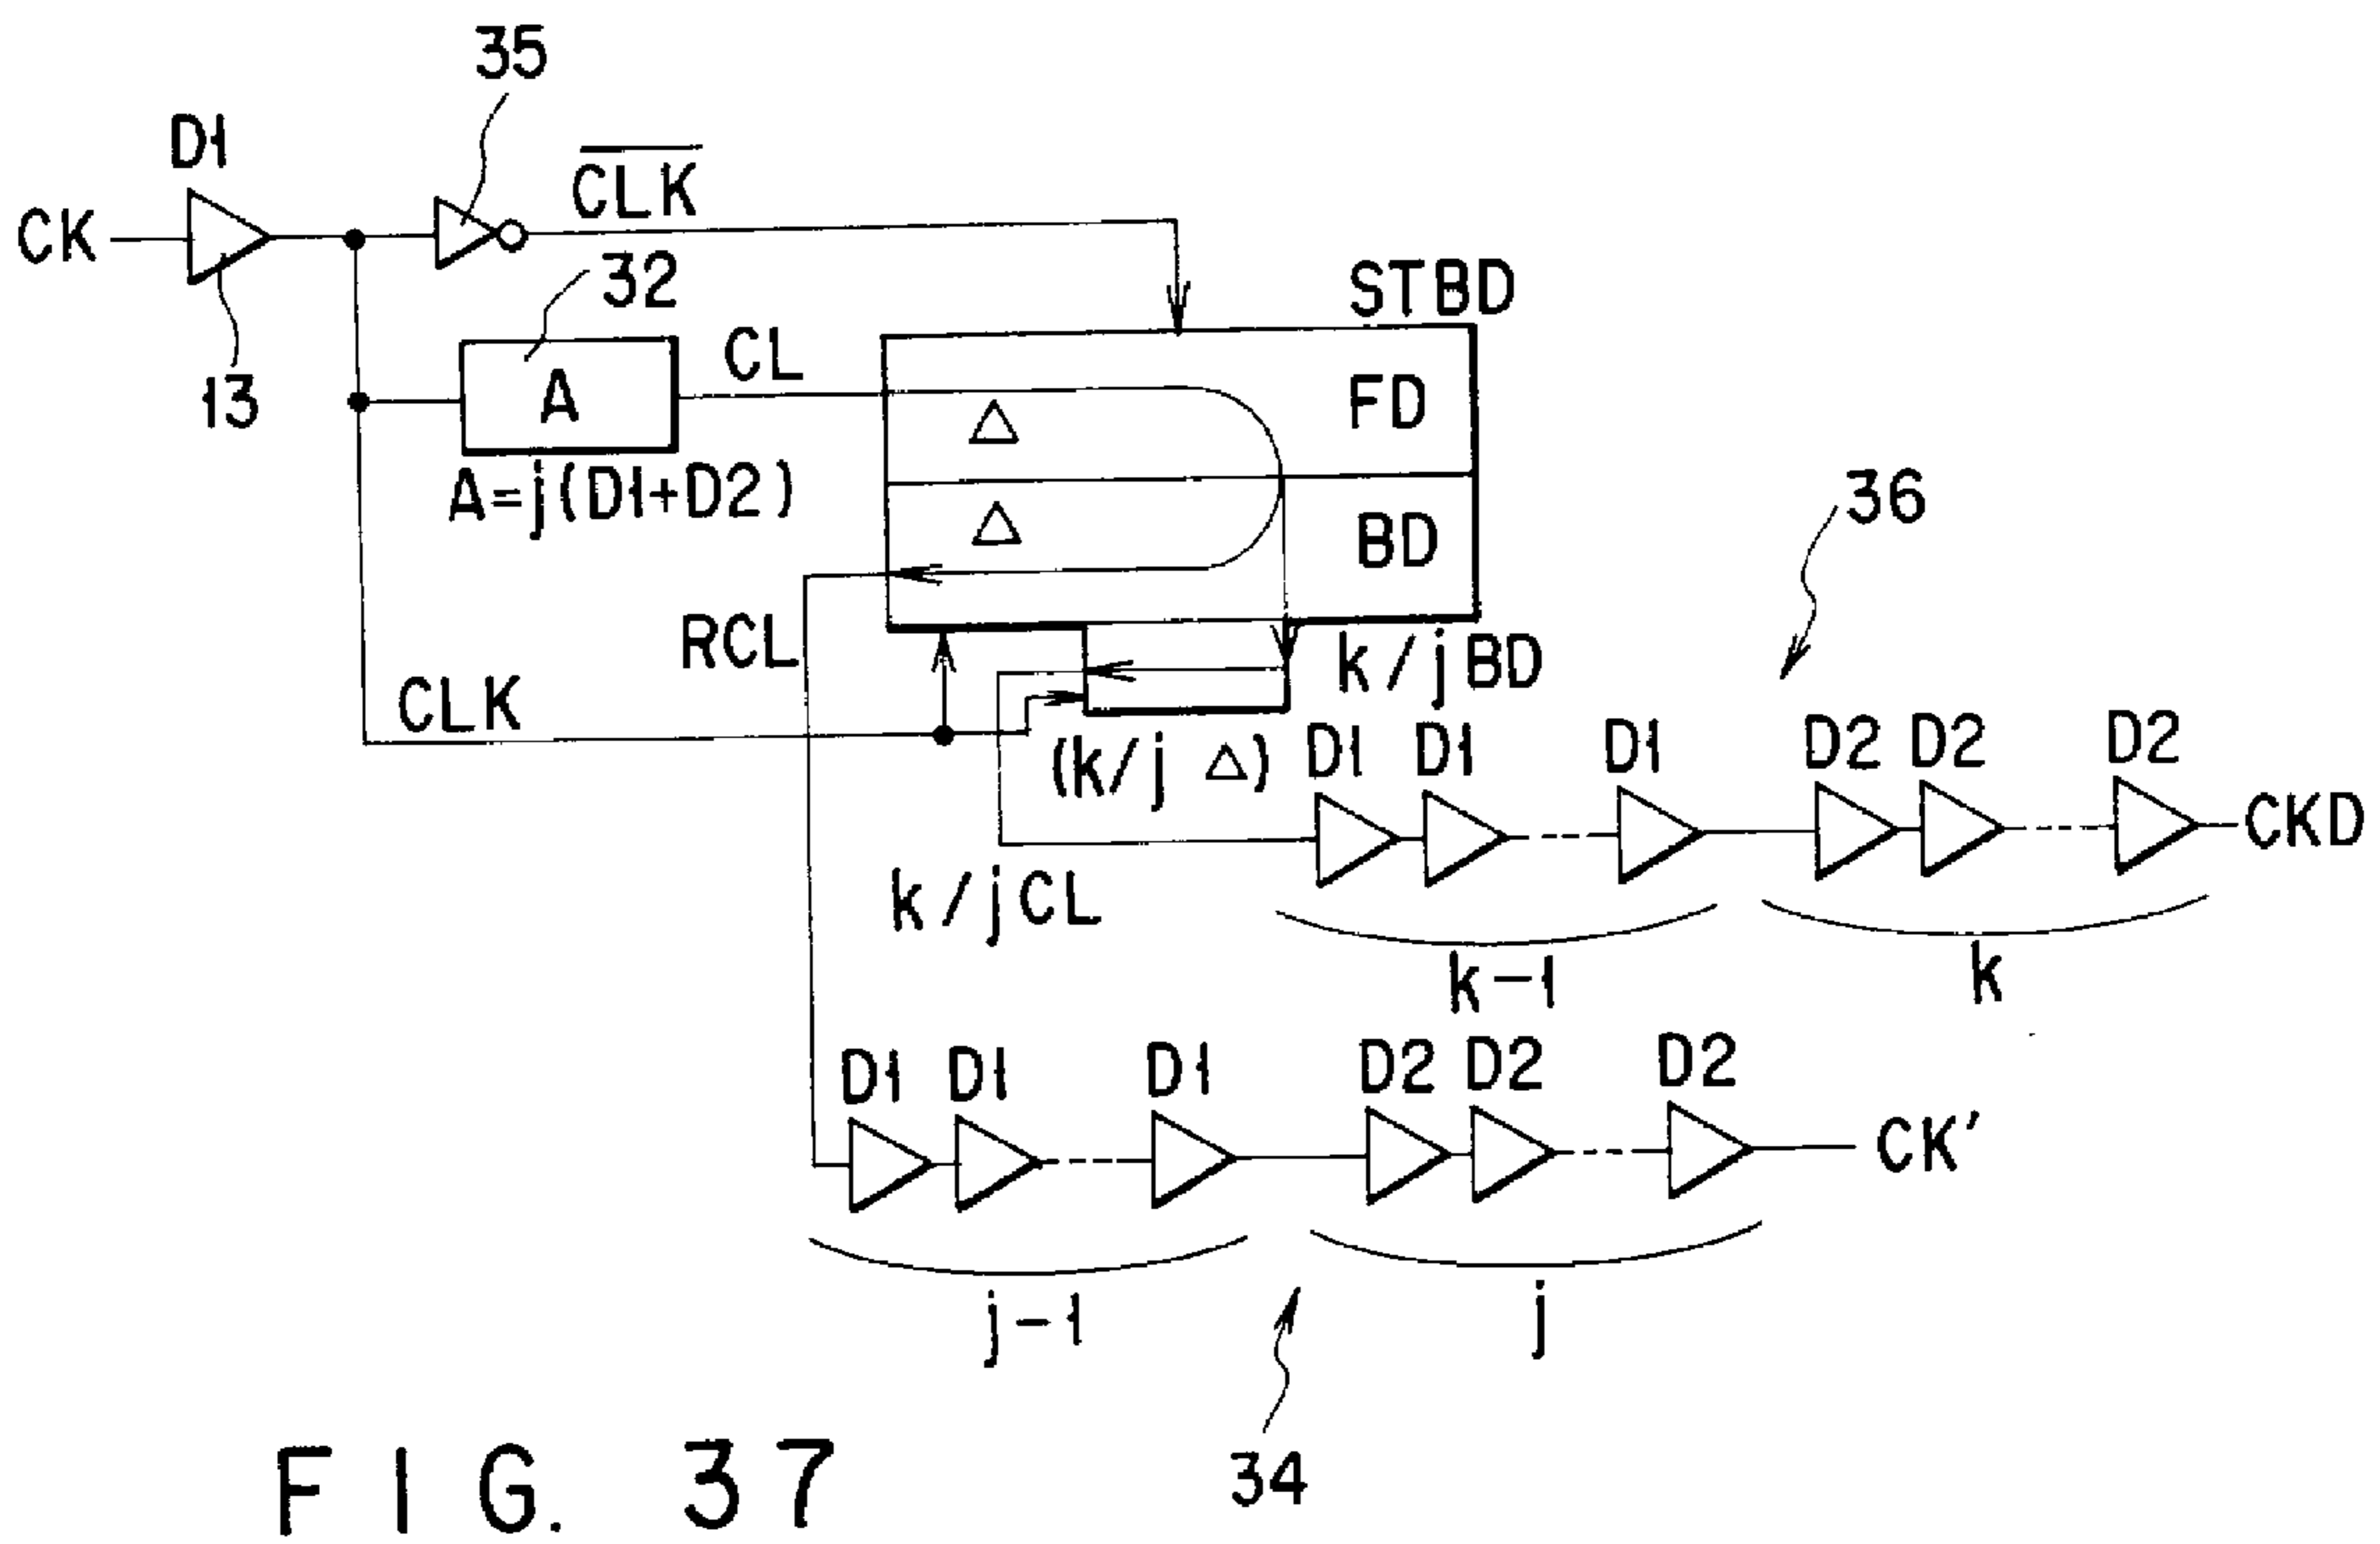 35
D1
CLK
CK
32
STBD
13
A
CL
△
FD
A=j(D1+D2)
△
BD
36
RCL
k/jBD
CLK
(k/j △)
D1 D1 D1 D2 D2 D2
CKD
k/jCL
k-1
k
D1 D1 D1 D2 D2 D2
CK'
j-1
j
34
FIG. 37